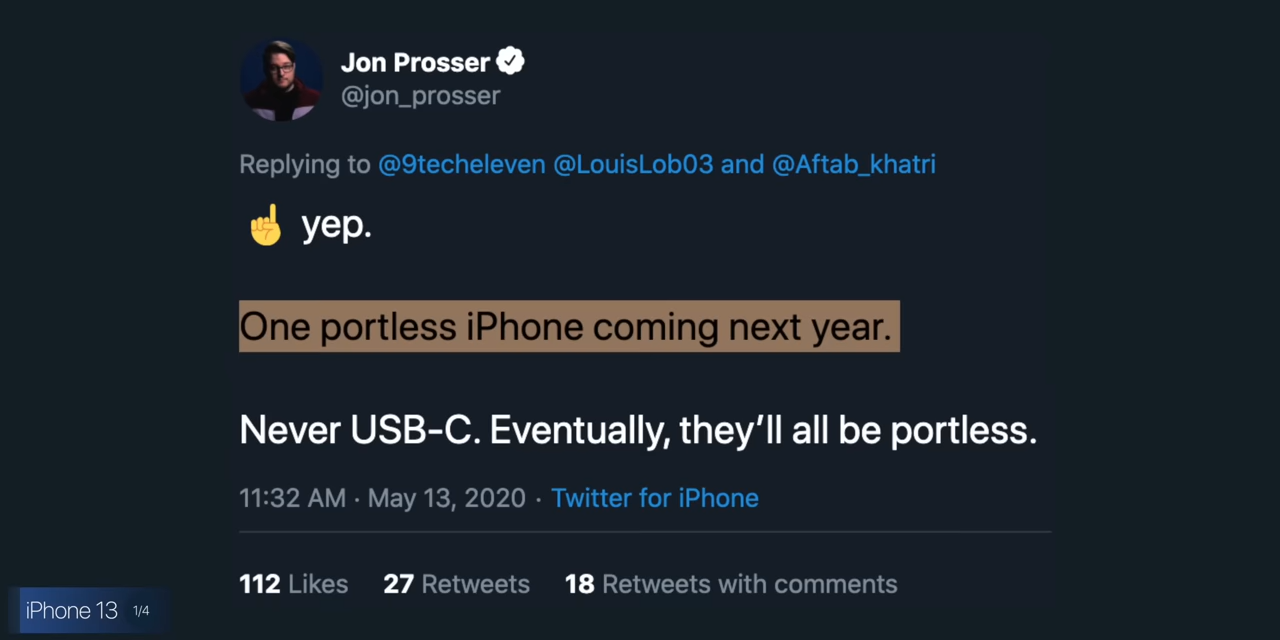 Jon Prosser
@jon_prosser
Replying to @9techeleven @LouisLob03 and @Aftab_khatri
☝️ yep.
One portless iPhone coming next year.
Never USB-C. Eventually, they’ll all be portless.
11:32 AM · May 13, 2020 · Twitter for iPhone
112 Likes 27 Retweets 18 Retweets with comments
iPhone 13 1/4